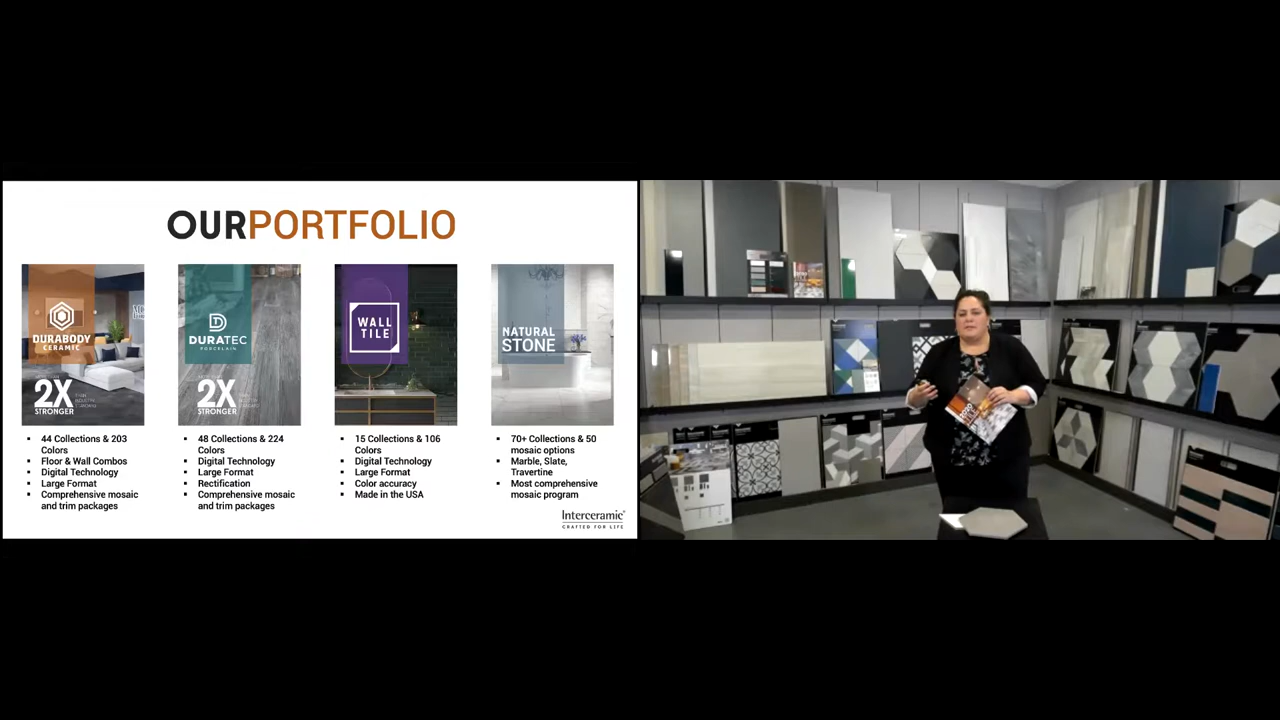 OURPORTFOLIO
DURABODY
CERAMIC
2X
STRONGER
DURATEC
PORCELAIN
2X
STRONGER
WALL
TILE
NATURAL
STONE
▪ 44 Collections & 203
Colors
▪ Floor & Wall Combos
▪ Digital Technology
▪ Large Format
▪ Comprehensive mosaic
and trim packages
▪ 48 Collections & 224
Colors
▪ Digital Technology
▪ Large Format
▪ Rectification
▪ Comprehensive mosaic
and trim packages
▪ 15 Collections & 106
Colors
▪ Digital Technology
▪ Large Format
▪ Color accuracy
▪ Made in the USA
▪ 70+ Collections & 50
mosaic options
▪ Marble, Slate,
Travertine
▪ Most comprehensive
mosaic program
Interceramic®
CRAFTED FOR LIFE